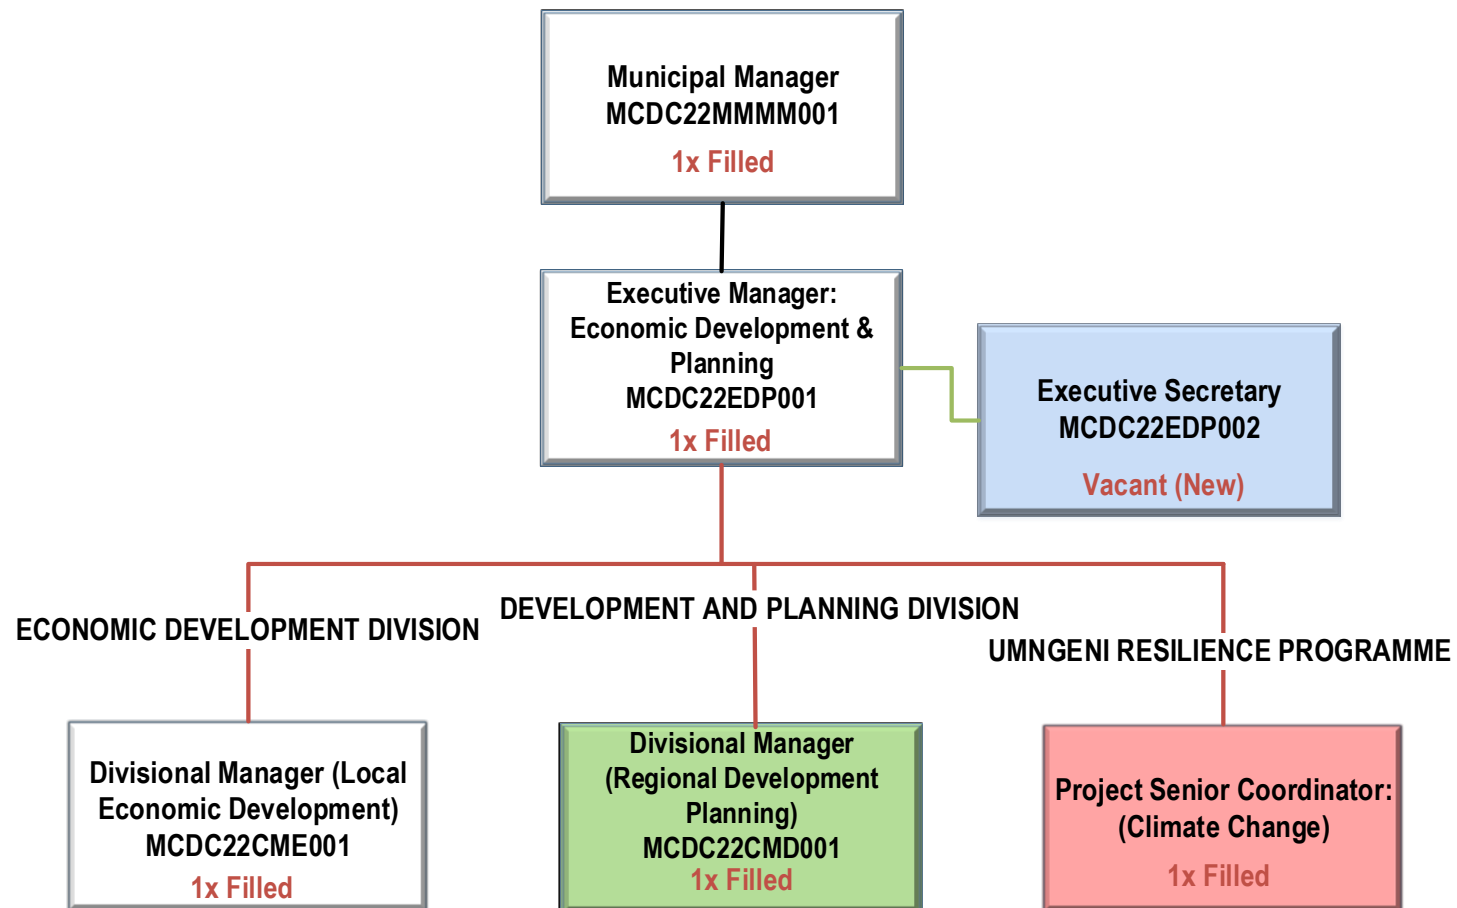 Municipal Manager
MCDC22MMMM001
1x Filled
Executive Manager:
Economic Development &
Planning
MCDC22EDP001
1x Filled
Executive Secretary
MCDC22EDP002
Vacant (New)
ECONOMIC DEVELOPMENT DIVISION
DEVELOPMENT AND PLANNING DIVISION
UMNGENI RESILIENCE PROGRAMME
Divisional Manager (Local
Economic Development)
MCDC22CME001
1x Filled
Divisional Manager
(Regional Development
Planning)
MCDC22CMD001
1x Filled
Project Senior Coordinator:
(Climate Change)
1x Filled